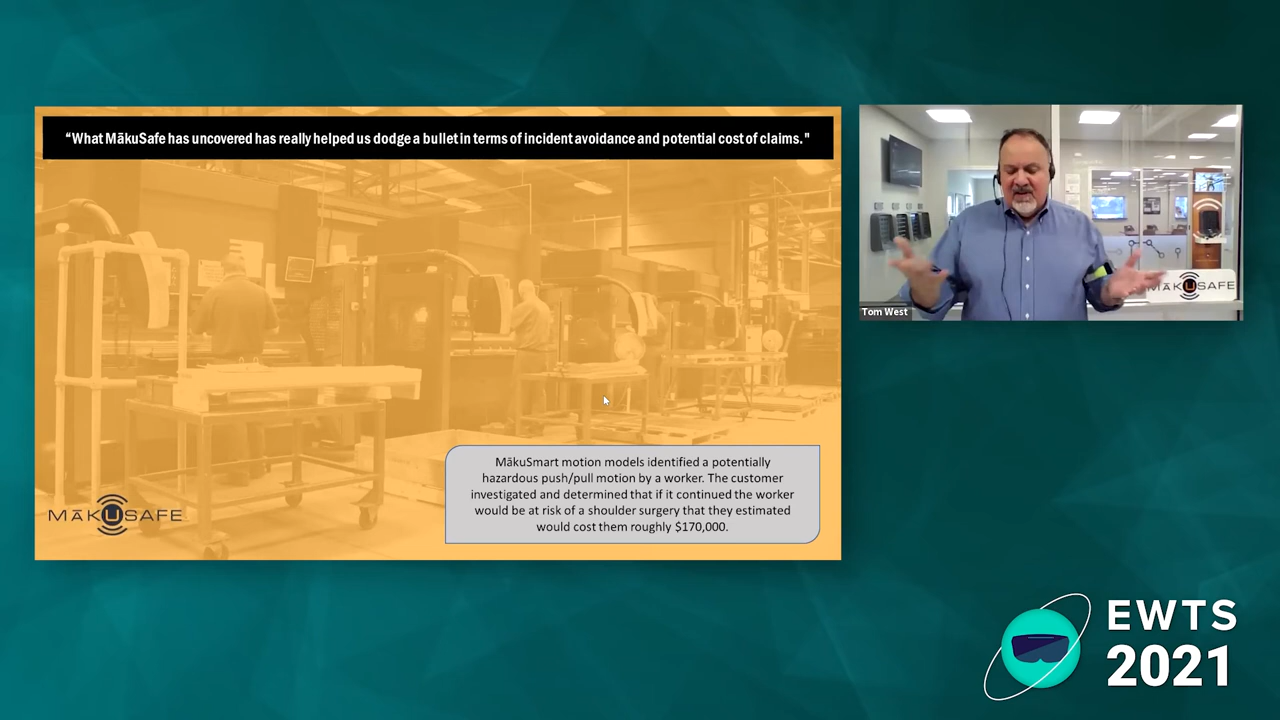 “What MākuSafe has uncovered has really helped us dodge a bullet in terms of incident avoidance and potential cost of claims."
MākuSmart motion models identified a potentially
hazardous push/pull motion by a worker. The customer
investigated and determined that if it continued the worker
would be at risk of a shoulder surgery that they estimated
would cost them roughly $170,000.
MĀKUSAFE
Tom West
MĀKUSAFE
EWTS
2021